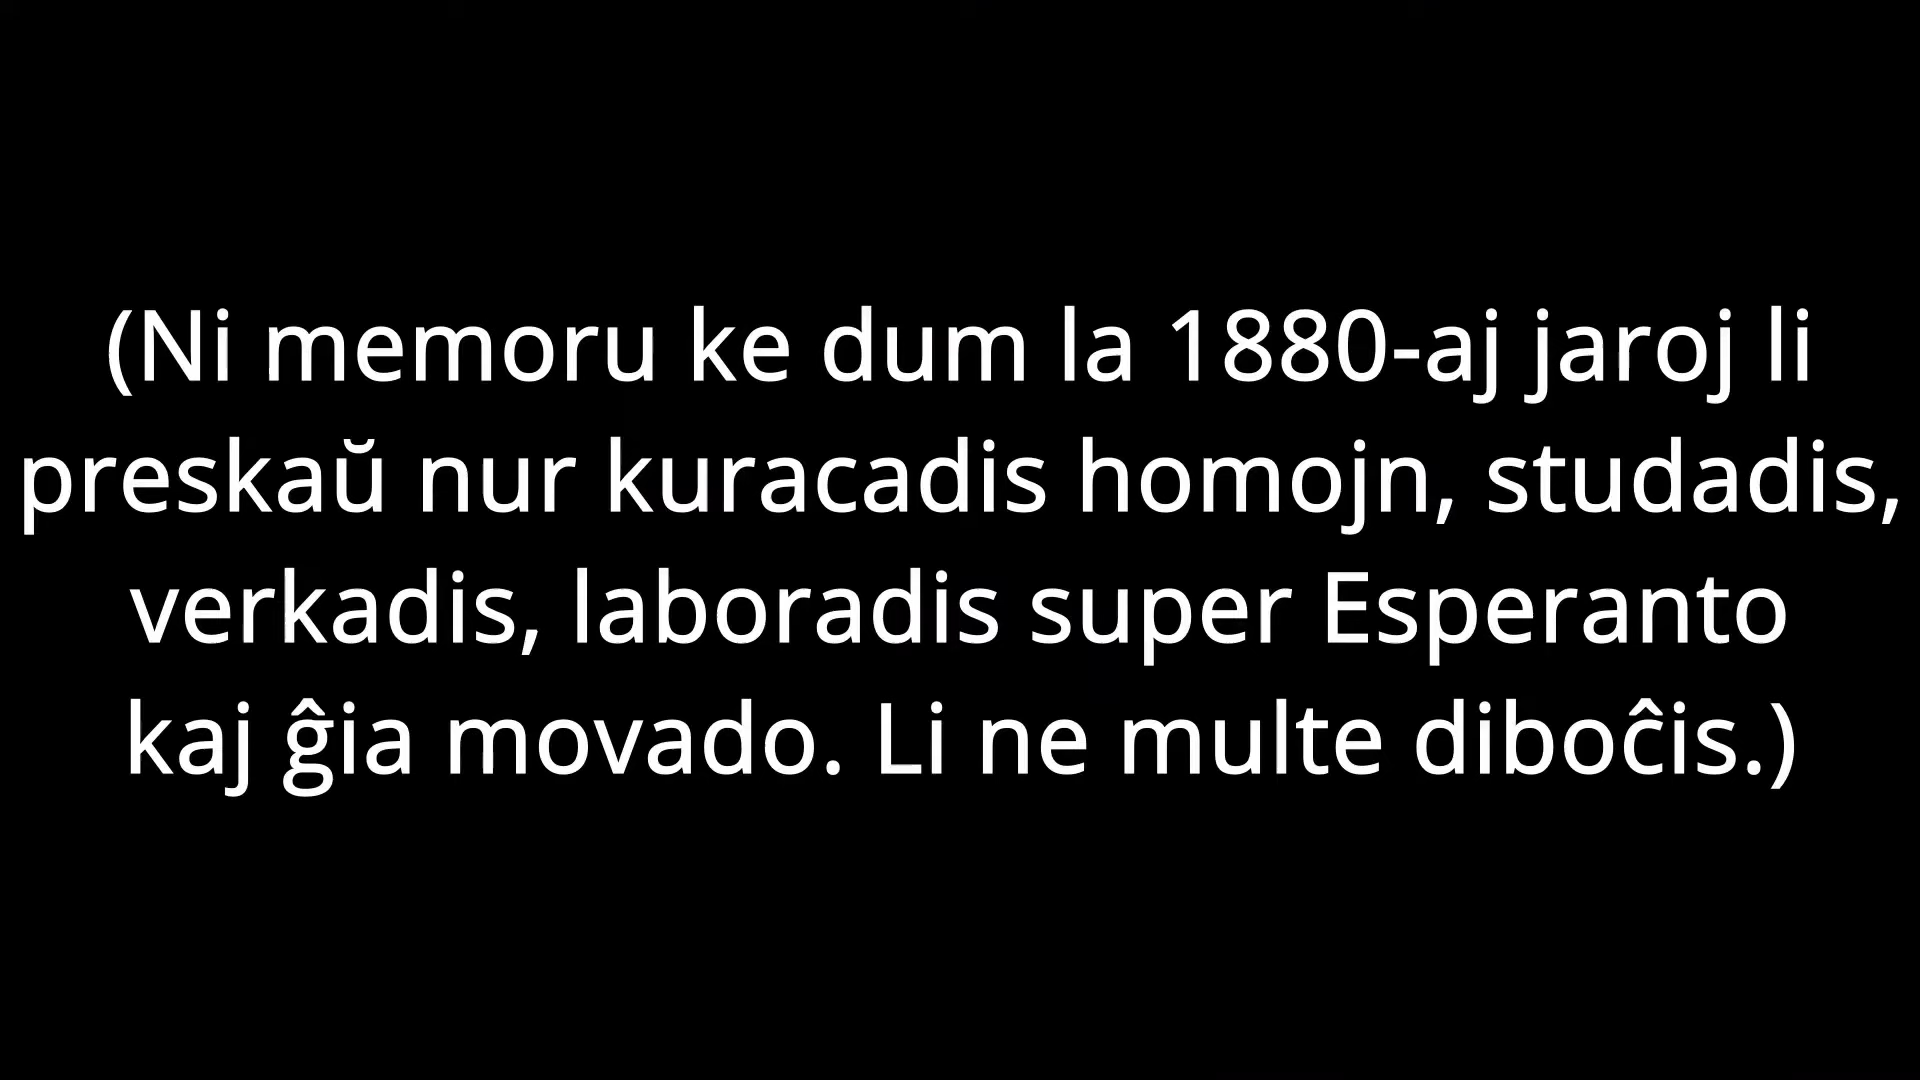 (Ni memoru ke dum la 1880-aj jaroj li
preskaŭ nur kuracadis homojn, studadis,
verkadis, laboradis super Esperanto
kaj ĝia movado. Li ne multe diboĉis.)